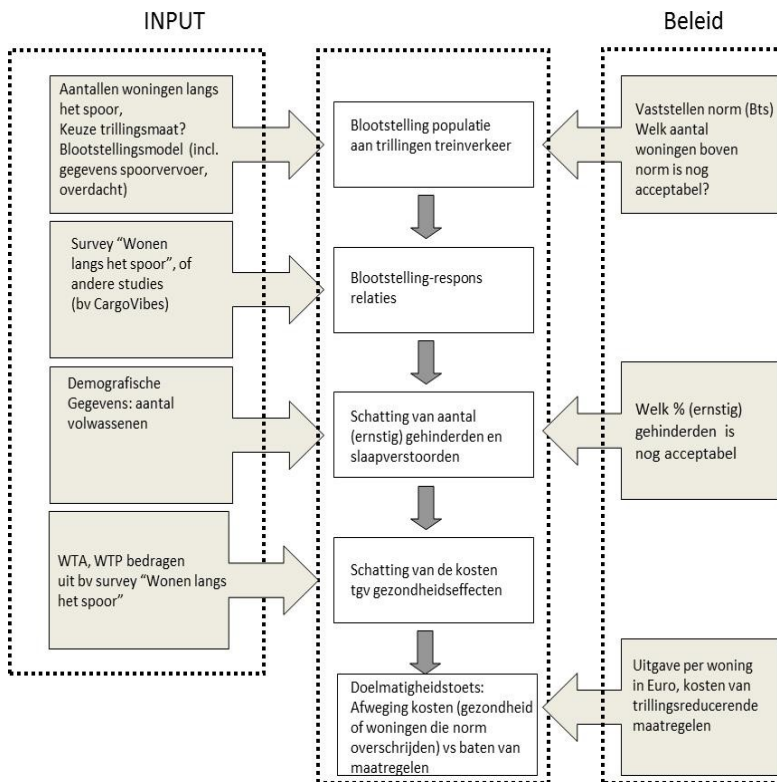 INPUT
Beleid
Aantallen woningen langs
het spoor,
Keuze trillingsmaat?
Blootstellingsmodel (incl.
gegevens spoorvervoer,
overdacht)
Blootstelling populatie
aan trillingen treinverkeer
Vaststellen norm (Bts)
Welk aantal
woningen boven
norm is nog
acceptabel?
Survey “Wonen
langs het spoor”, of
andere studies
(bv CargoVibes)
Blootstelling-respons
relaties
Demografische
Gegevens: aantal
volwassenen
Schatting van aantal
(ernstig) gehinderden en
slaapverstoorden
Welk % (ernstig)
gehinderden is
nog acceptabel
WTA, WTP bedragen
uit bv survey “Wonen langs
het spoor”
Schatting van de kosten
tgv gezondheidseffecten
Doelmatigheidstoets:
Afweging kosten (gezondheid
of woningen die norm
overschrijden) vs baten van
maatregelen
Uitgave per woning
in Euro, kosten van
trillingsreducerende
maatregelen